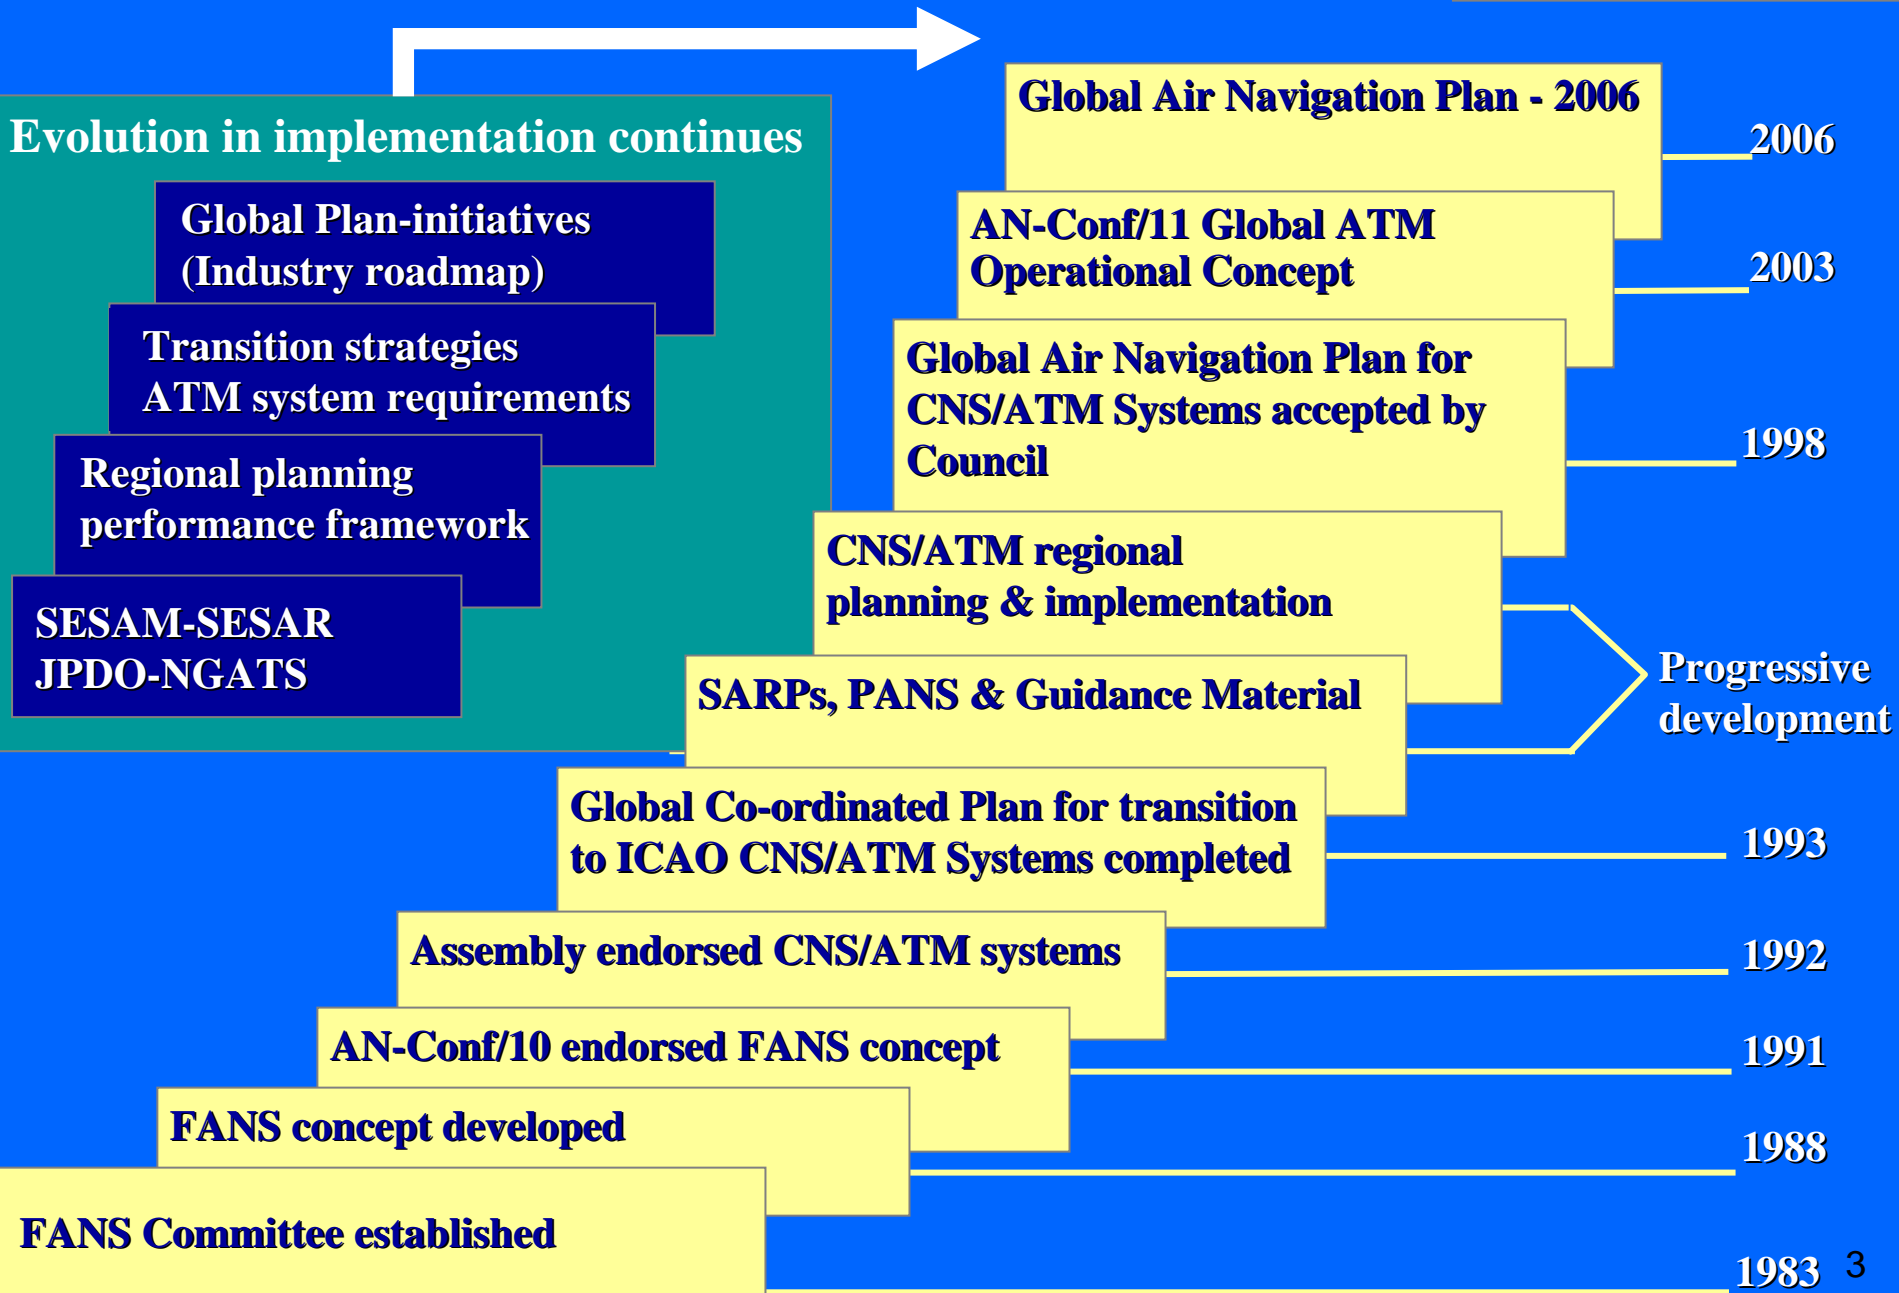 Global Air Navigation Plan - 2006
2006
Evolution in implementation continues
Global Plan-initiatives
(Industry roadmap)
Transition strategies
ATM system requirements
Regional planning
performance framework
SESAM-SESAR
JPDO-NGATS
AN-Conf/11 Global ATM
Operational Concept
2003
Global Air Navigation Plan for
CNS/ATM Systems accepted by
Council
1998
CNS/ATM regional
planning & implementation
SARPs, PANS & Guidance Material
Progressive
development
Global Co-ordinated Plan for transition
to ICAO CNS/ATM Systems completed
1993
Assembly endorsed CNS/ATM systems
1992
AN-Conf/10 endorsed FANS concept
1991
FANS concept developed
1988
FANS Committee established
1983
3